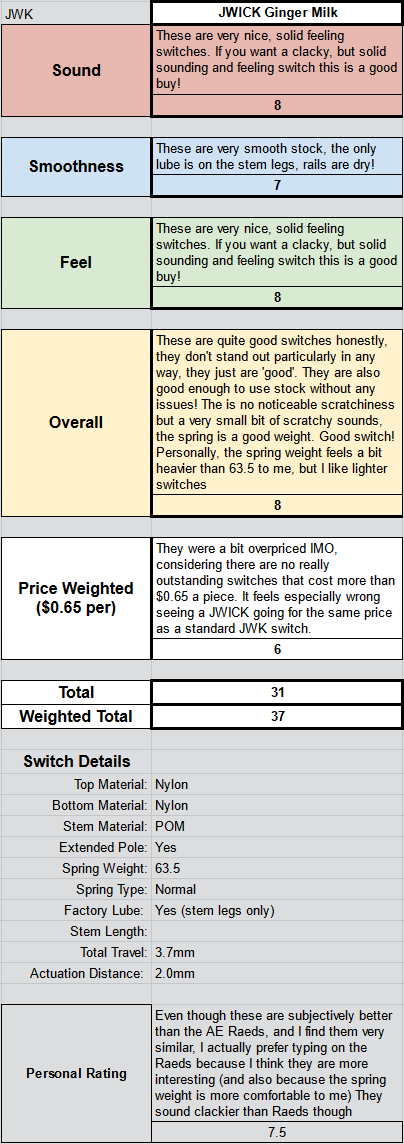 JWK
JWICK Ginger Milk
Sound
These are very nice, solid feeling
switches. If you want a clacky, but solid
sounding and feeling switch this is a good
buy!
8
Smoothness
These are very smooth stock, the only
lube is on the stem legs, rails are dry!
7
Feel
These are very nice, solid feeling
switches. If you want a clacky, but solid
sounding and feeling switch this is a good
buy!
8
Overall
These are quite good switches honestly,
they don't stand out particularly in any
way, they just are 'good'. They are also
good enough to use stock without any
issues! The is no noticeable scratchiness
but a very small bit of scratchy sounds,
the spring is a good weight. Good switch!
Personally, the spring weight feels a bit
heavier than 63.5 to me, but I like lighter
switches
8
Price Weighted
($0.65 per)
They were a bit overpriced IMO,
considering there are no really
outstanding switches that cost more than
$0.65 a piece. It feels especially wrong
seeing a JWICK going for the same price
as a standard JWK switch.
6
Total 31
Weighted Total 37
Switch Details
Top Material: Nylon
Bottom Material: Nylon
Stem Material: POM
Extended Pole: Yes
Spring Weight: 63.5
Spring Type: Normal
Factory Lube: Yes (stem legs only)
Stem Length:
Total Travel: 3.7mm
Actuation Distance: 2.0mm
Personal Rating
Even though these are subjectively better
than the AE Raeds, and I find them very
similar, I actually prefer typing on the
Raeds because I think they are more
interesting (and also because the spring
weight is more comfortable to me) They
sound clackier than Raeds though
7.5